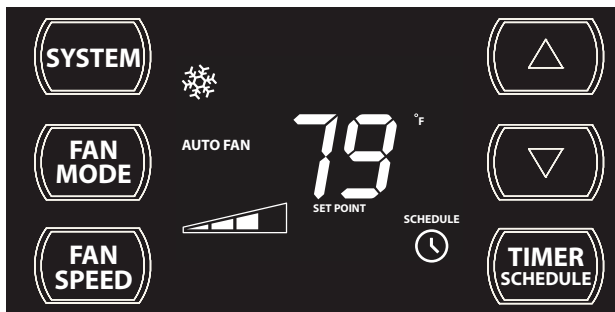 SYSTEM
AUTO FAN
79 °F
SET POINT
FAN
MODE
FAN
SPEED
SCHEDULE
TIMER
SCHEDULE